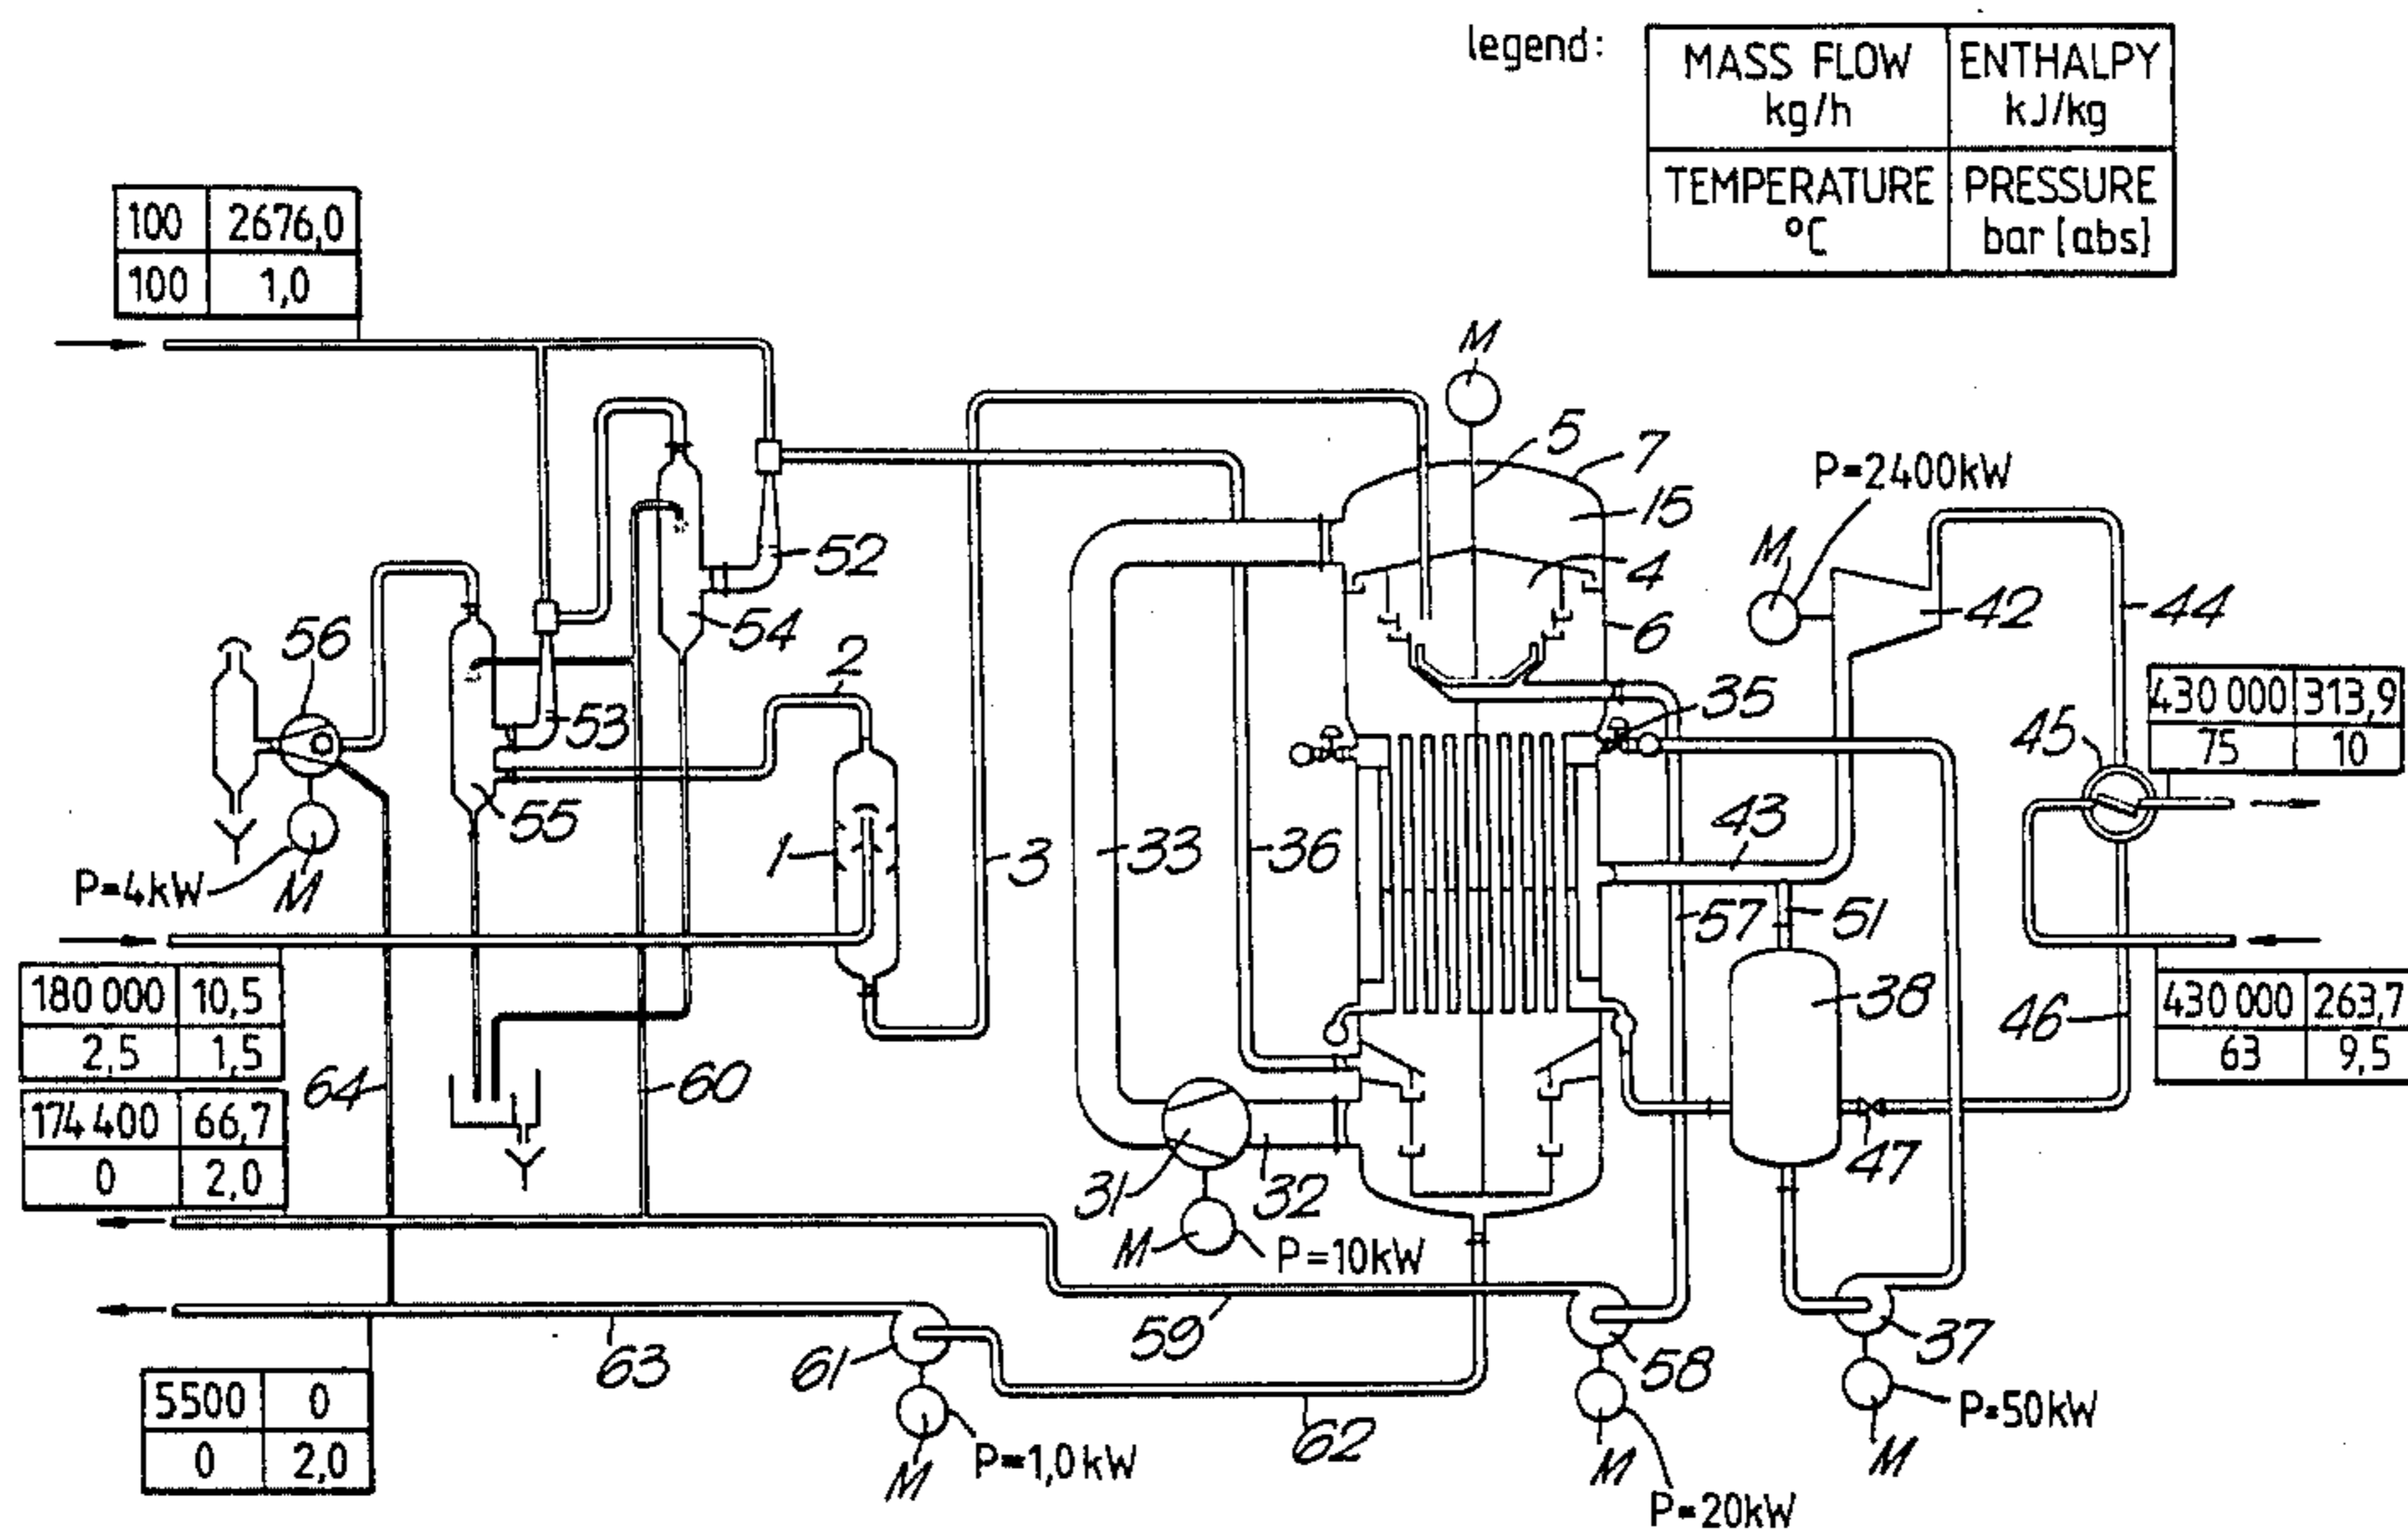 legend:
MASS FLOW kg/h
ENTHALPY kJ/kg
TEMPERATURE °C
PRESSURE bar [abs]
100 2676,0
100 1,0
M
5
7
15
P=2400kW
M
4
42
44
6
52
54
56
2
53
35
430 000 313,9
75 10
45
55
1
3
33
36
43
57
51
P=4kW
M
38
180 000 10,5
2,5 1,5
430 000 263,7
63 9,5
46
64
60
174 400 66,7
0 2,0
47
31
32
M
P=10kW
59
63
61
58
37
5500 0
0 2,0
62
M
P=1,0kW
M
P=20kW
M
P=50kW